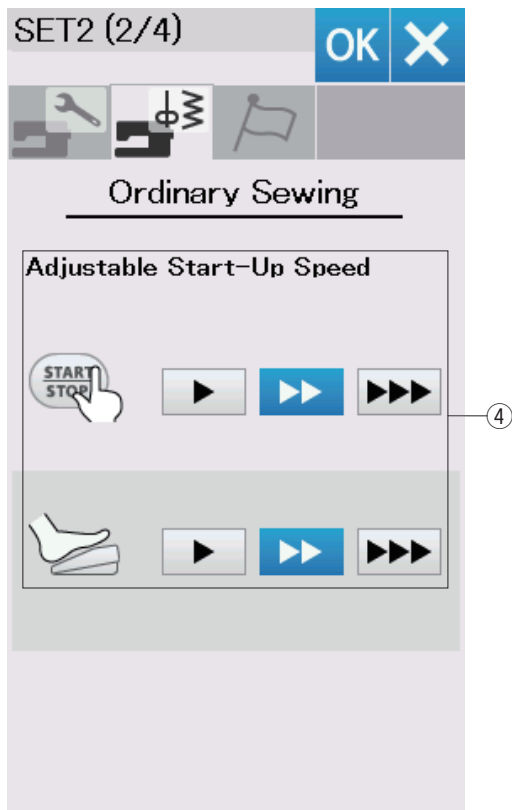 SET2 (2/4)
OK
Ordinary Sewing
Adjustable Start-Up Speed
START
STOP
④